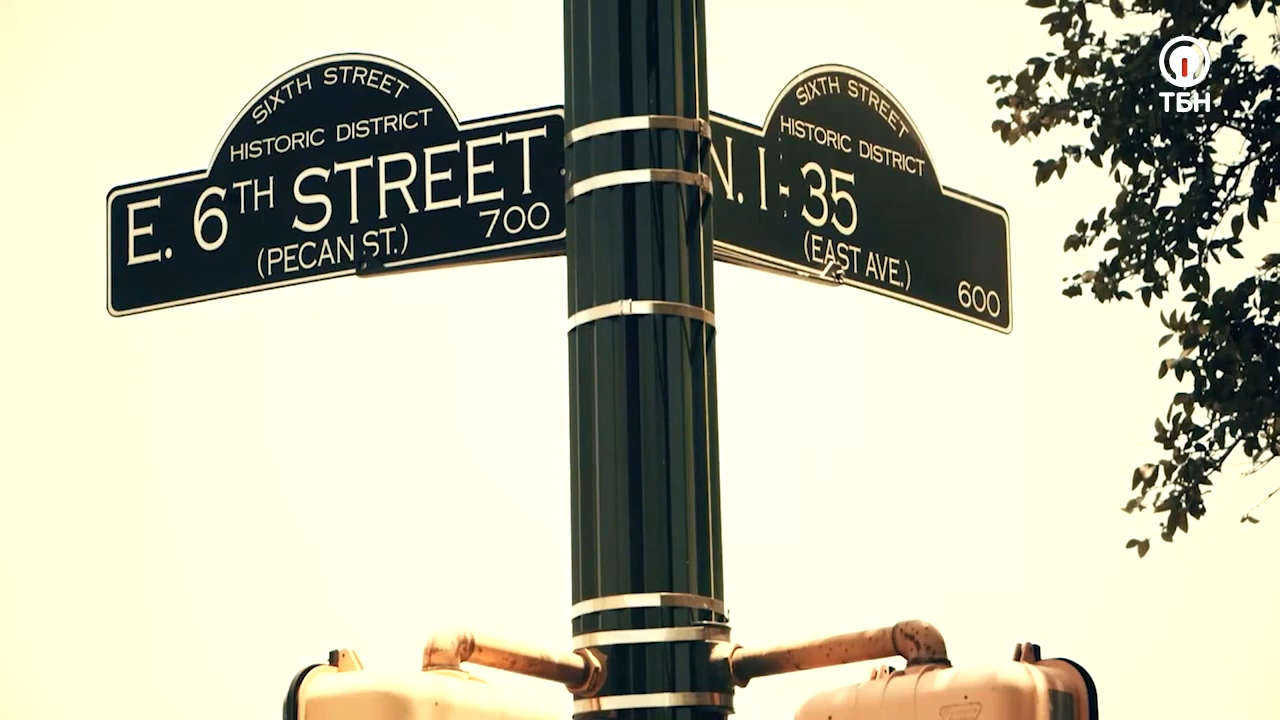 SIXTH STREET
HISTORIC DISTRICT
E. 6TH STREET
(PECAN ST.) 700
SIXTH STREET
HISTORIC DISTRICT
N. I-35
(EAST AVE.)
600
ТБН